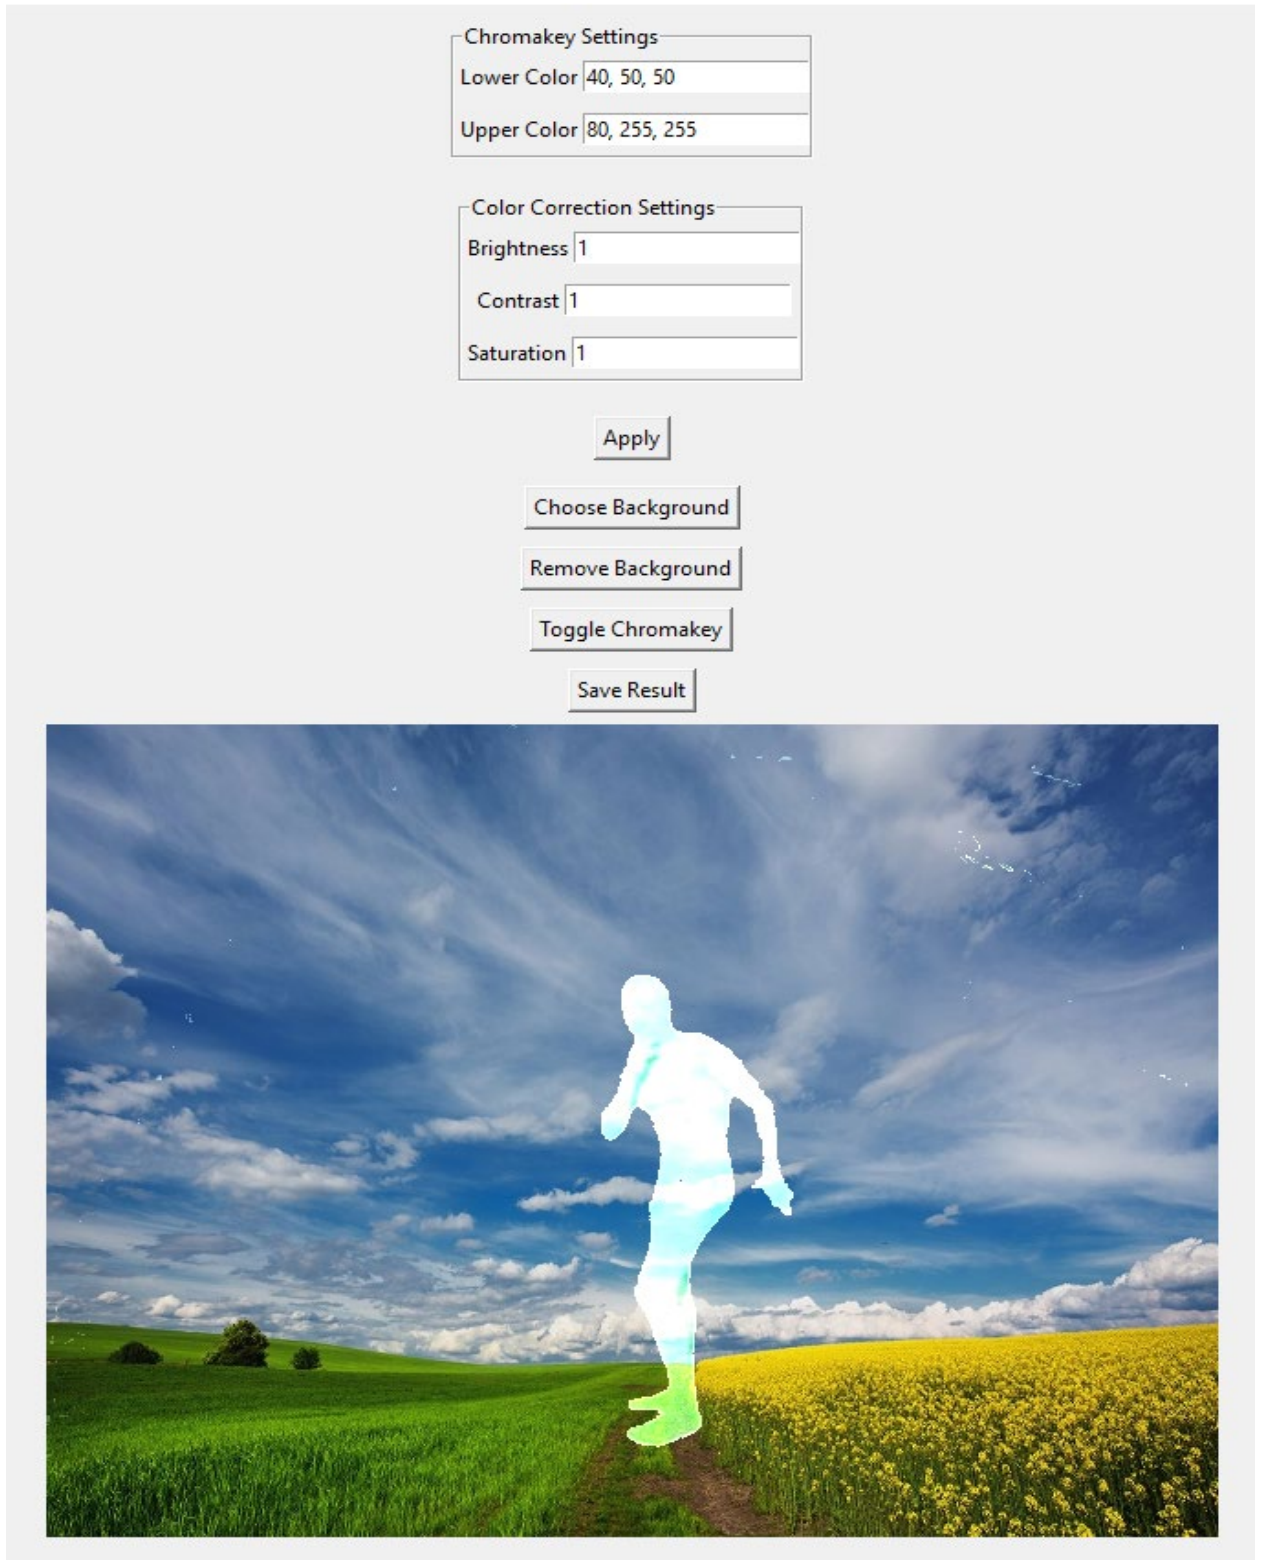 Chromakey Settings
Lower Color 40, 50, 50
Upper Color 80, 255, 255
Color Correction Settings
Brightness 1
Contrast 1
Saturation 1
Apply
Choose Background
Remove Background
Toggle Chromakey
Save Result